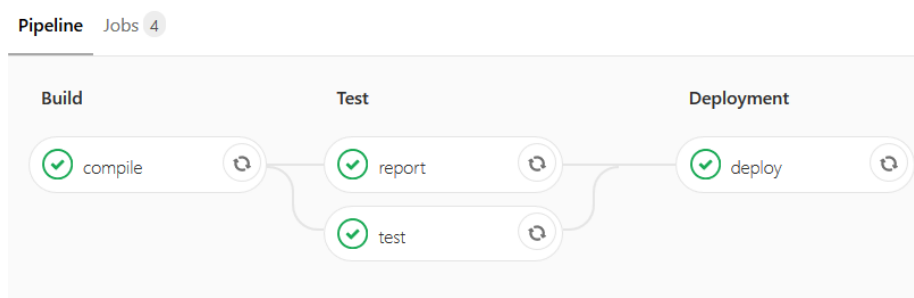 Pipeline Jobs 4
Build Test Deployment
compile report deploy
test